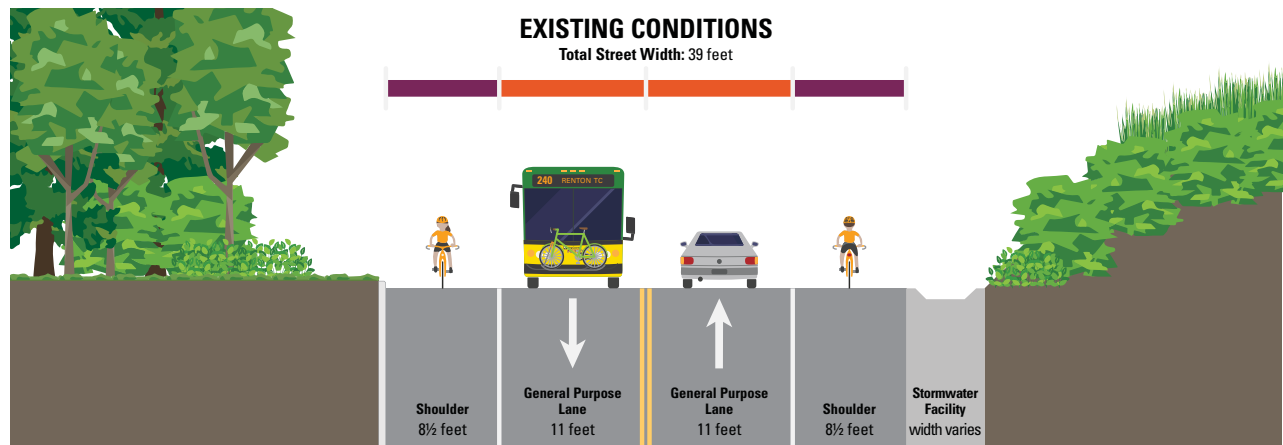 EXISTING CONDITIONS
Total Street Width: 39 feet
240 RENTON TC
Shoulder
8½ feet
General Purpose
Lane
11 feet
General Purpose
Lane
11 feet
Shoulder
8½ feet
Stormwater
Facility
width varies